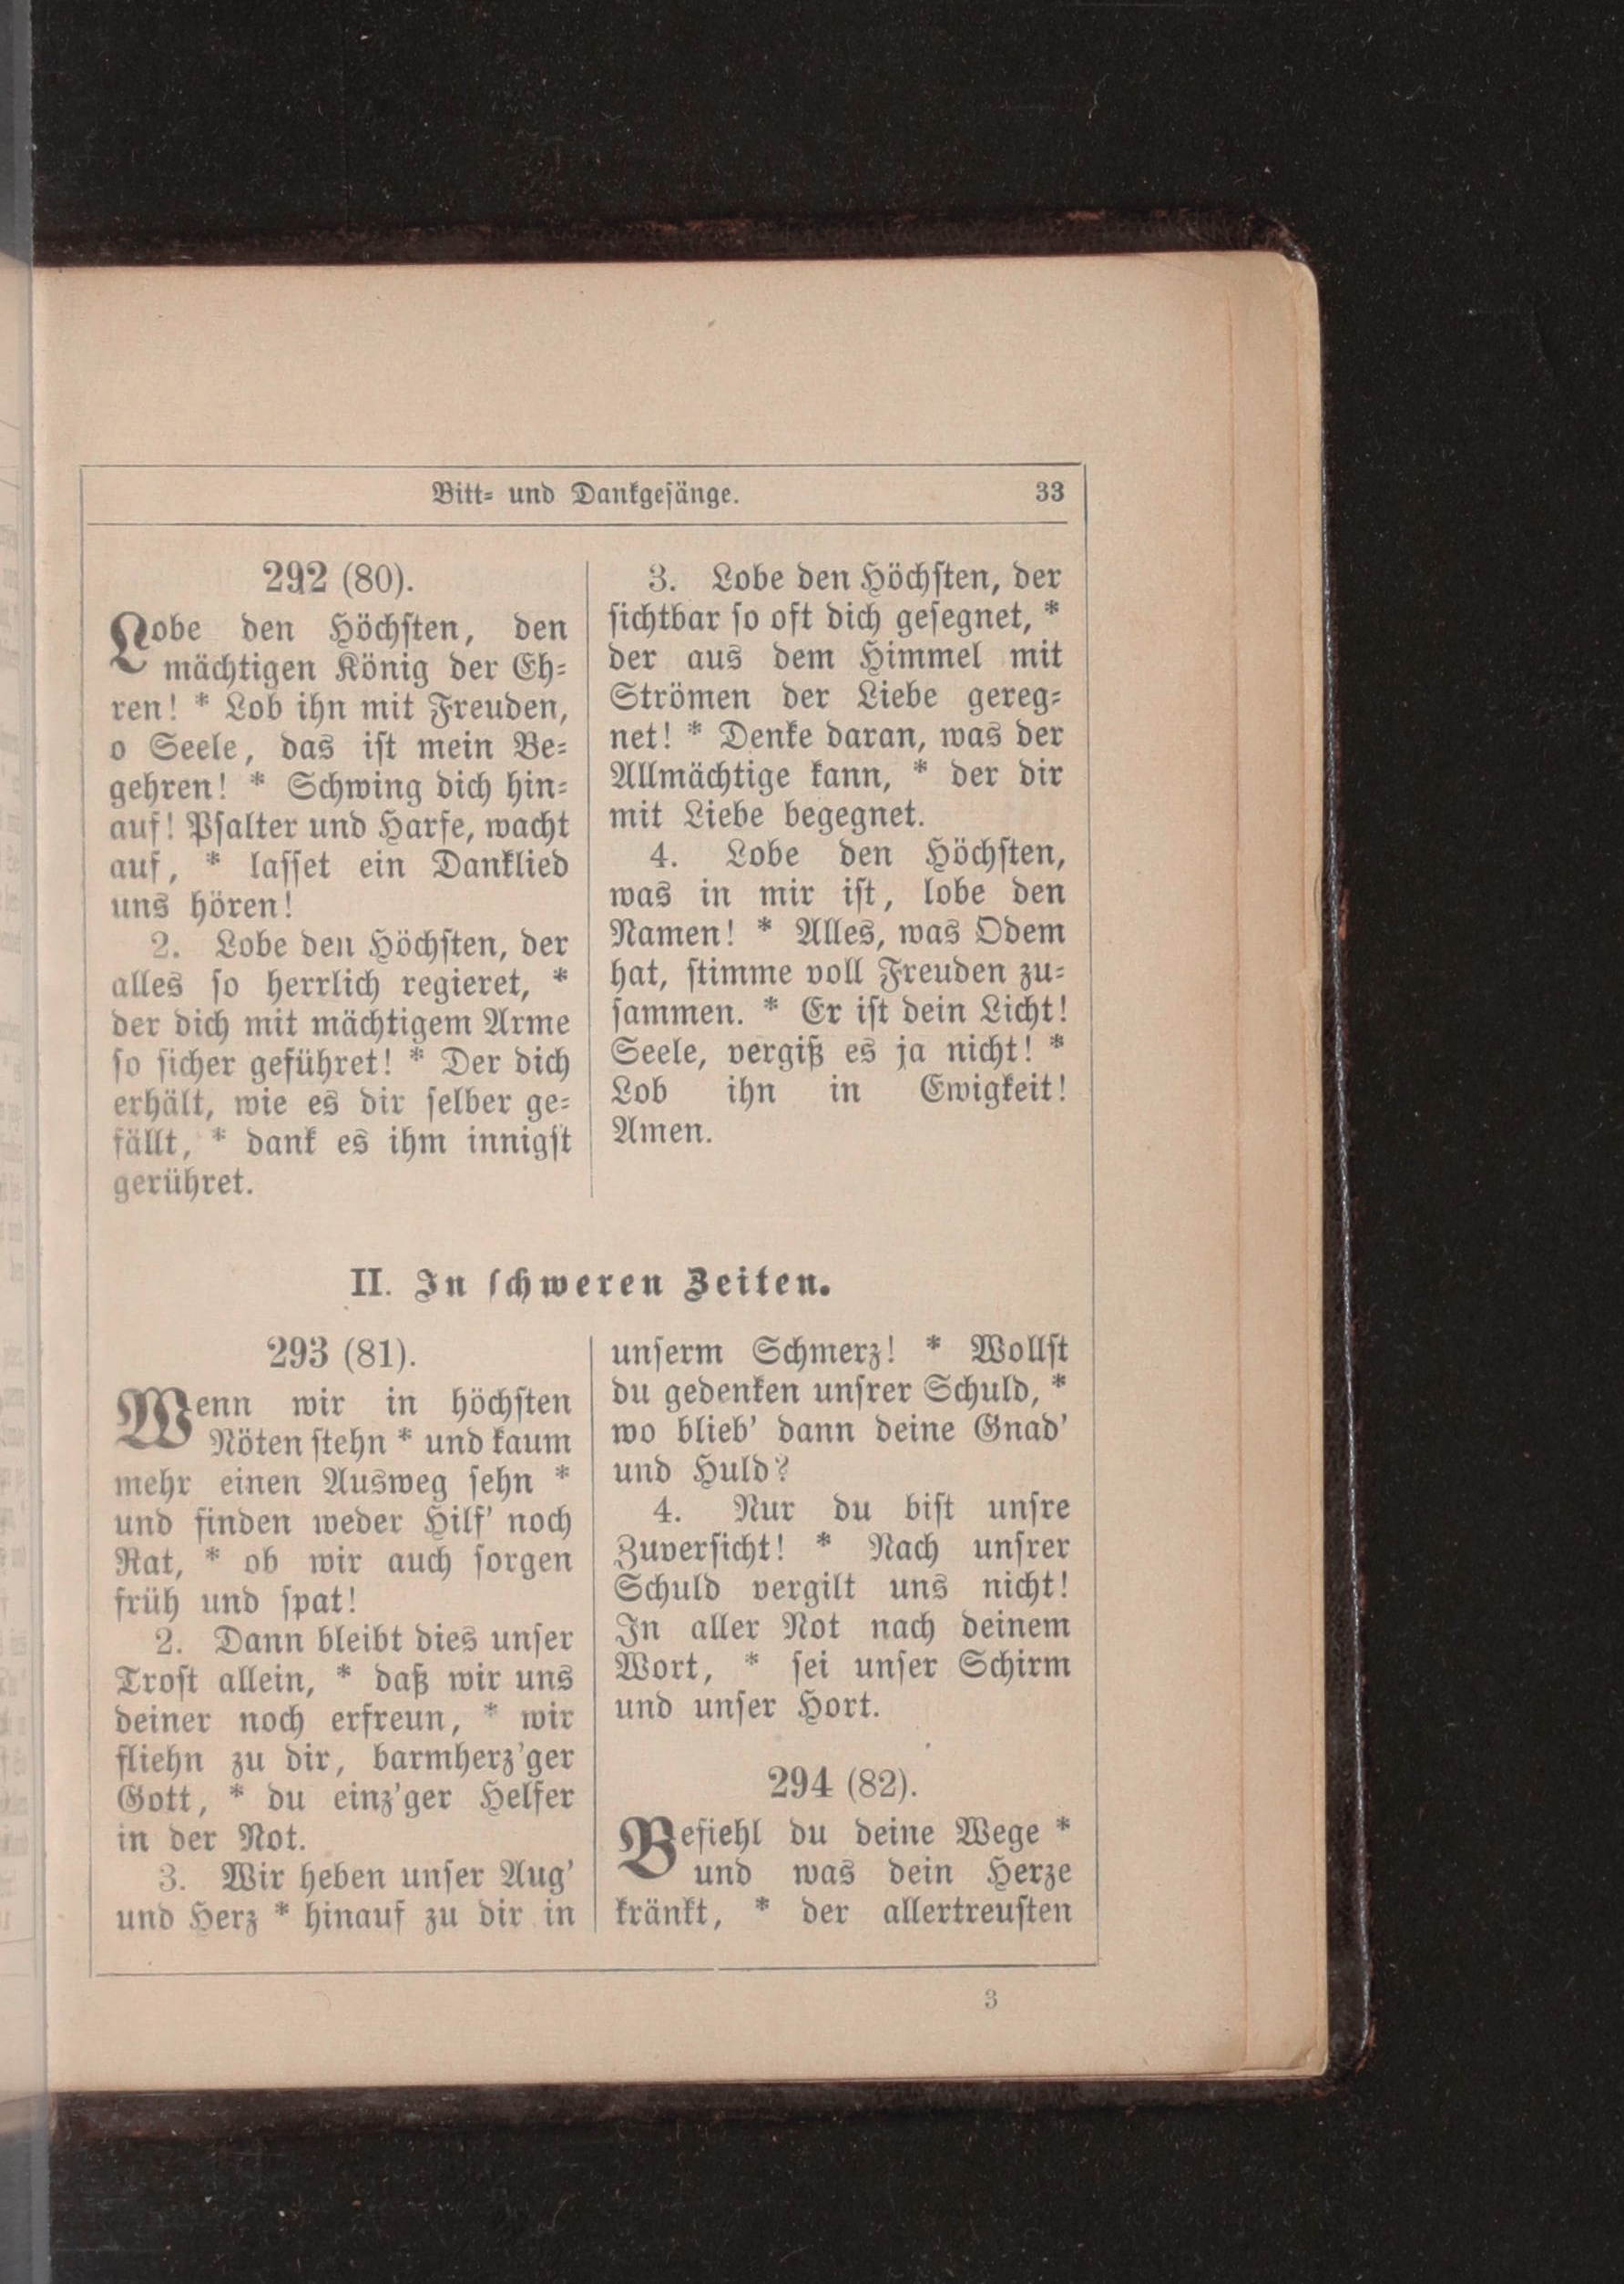 Bitt- und Dankgesänge. 33
292 (80).
Lobe den Höchſten, den
mächtigen König der Eh-
ren! * Lob ihn mit Freuden,
o Seele, das iſt mein Be-
gehren! * Schwing dich hin-
auf! Pſalter und Harfe, wacht
auf, * laſſet ein Danklied
uns hören!
2. Lobe den Höchſten, der
alles ſo herrlich regieret, *
der dich mit mächtigem Arme
ſo ſicher geführet! * Der dich
erhält, wie es dir ſelber ge-
fällt, * dank es ihm innigſt
gerühret.
3. Lobe den Höchſten, der
ſichtbar ſo oft dich geſegnet, *
der aus dem Himmel mit
Strömen der Liebe gereg-
net! * Denke daran, was der
Allmächtige kann, * der dir
mit Liebe begegnet.
4. Lobe den Höchſten,
was in mir iſt, lobe den
Namen! * Alles, was Odem
hat, ſtimme voll Freuden zu-
ſammen. * Er iſt dein Licht!
Seele, vergiß es ja nicht! *
Lob ihn in Ewigkeit!
Amen.
II. In ſchweren Zeiten.
293 (81).
Wenn wir in höchſten
Nöten ſtehn * und kaum
mehr einen Ausweg ſehn *
und finden weder Hilf' noch
Rat, * ob wir auch ſorgen
früh und ſpat!
2. Dann bleibt dies unſer
Troſt allein, * daß wir uns
deiner noch erfreun, * wir
fliehn zu dir, barmherz'ger
Gott, * du einz'ger Helfer
in der Not.
3. Wir heben unſer Aug'
und Herz * hinauf zu dir in
unſerm Schmerz! * Wollſt
du gedenken unſrer Schuld, *
wo blieb' dann deine Gnad'
und Huld?
4. Nur du biſt unſre
Zuverſicht! * Nach unſrer
Schuld vergilt uns nicht!
In aller Not nach deinem
Wort, * ſei unſer Schirm
und unſer Hort.
294 (82).
Befiehl du deine Wege *
und was dein Herze
kränkt, * der allertreuſten
3